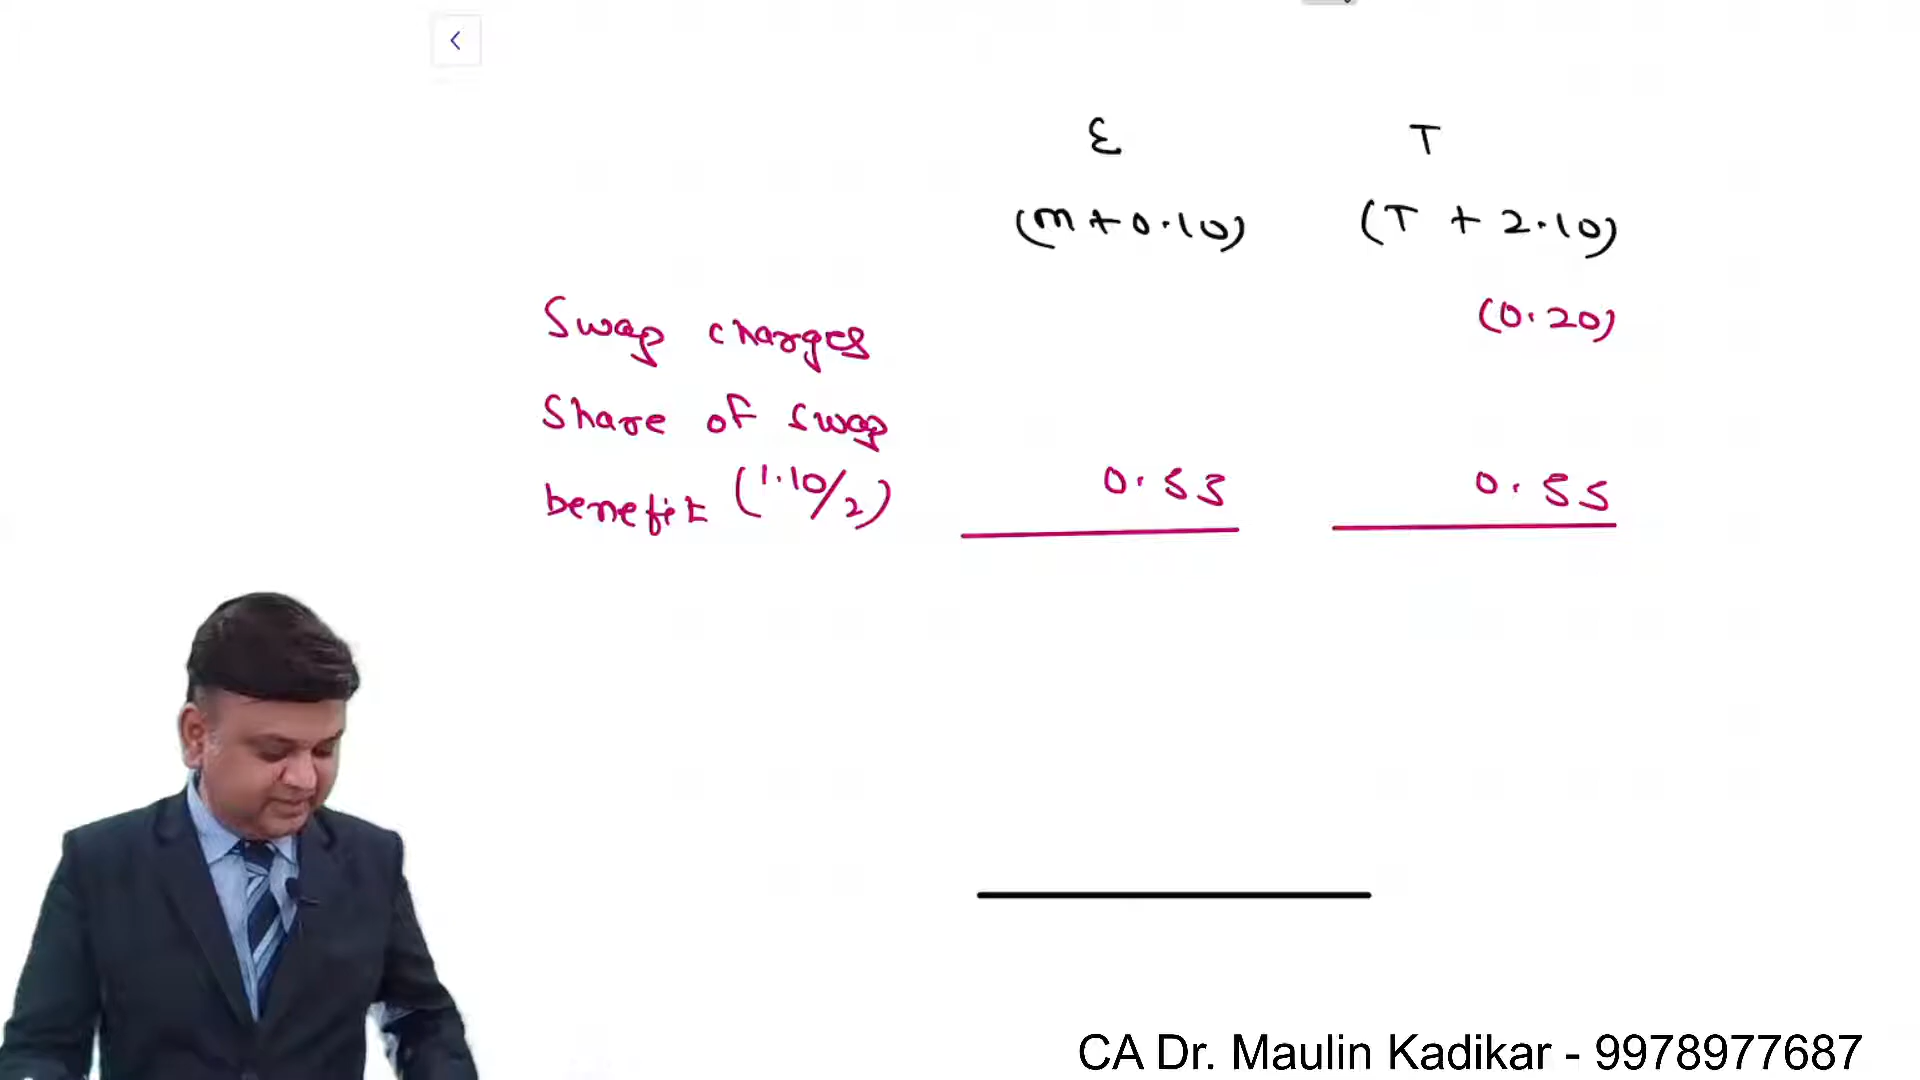 ε T
(m + 0.10) (T + 2.10)
Swap charges (0.20)
Share of swap
benefit (1.10/2) 0.55 0.55
CA Dr. Maulin Kadikar - 9978977687